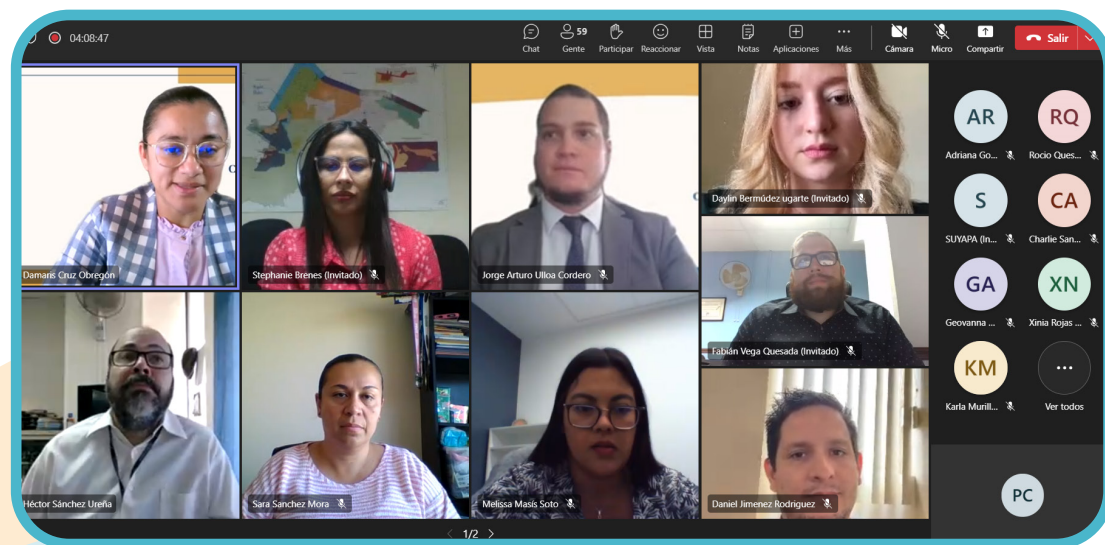 04:08:47
59
Chat Gente Participar Reaccionar Vista Notas Aplicaciones Más Cámara Micro Compartir Salir
Damaris Cruz Obregón
Stephanie Brenes (Invitado)
Jorge Arturo Ulloa Cordero
Daylin Bermúdez ugarte (Invitado)
Fabián Vega Quesada (Invitado)
Héctor Sánchez Ureña
Sara Sanchez Mora
Melissa Masís Soto
Daniel Jimenez Rodriguez
AR RQ
Adriana Go... Rocio Ques...
S CA
SUYAPA (In... Charlie San...
GA XN
Geovanna ... Xinia Rojas ...
KM ...
Karla Murill... Ver todos
PC
< 1/2 >